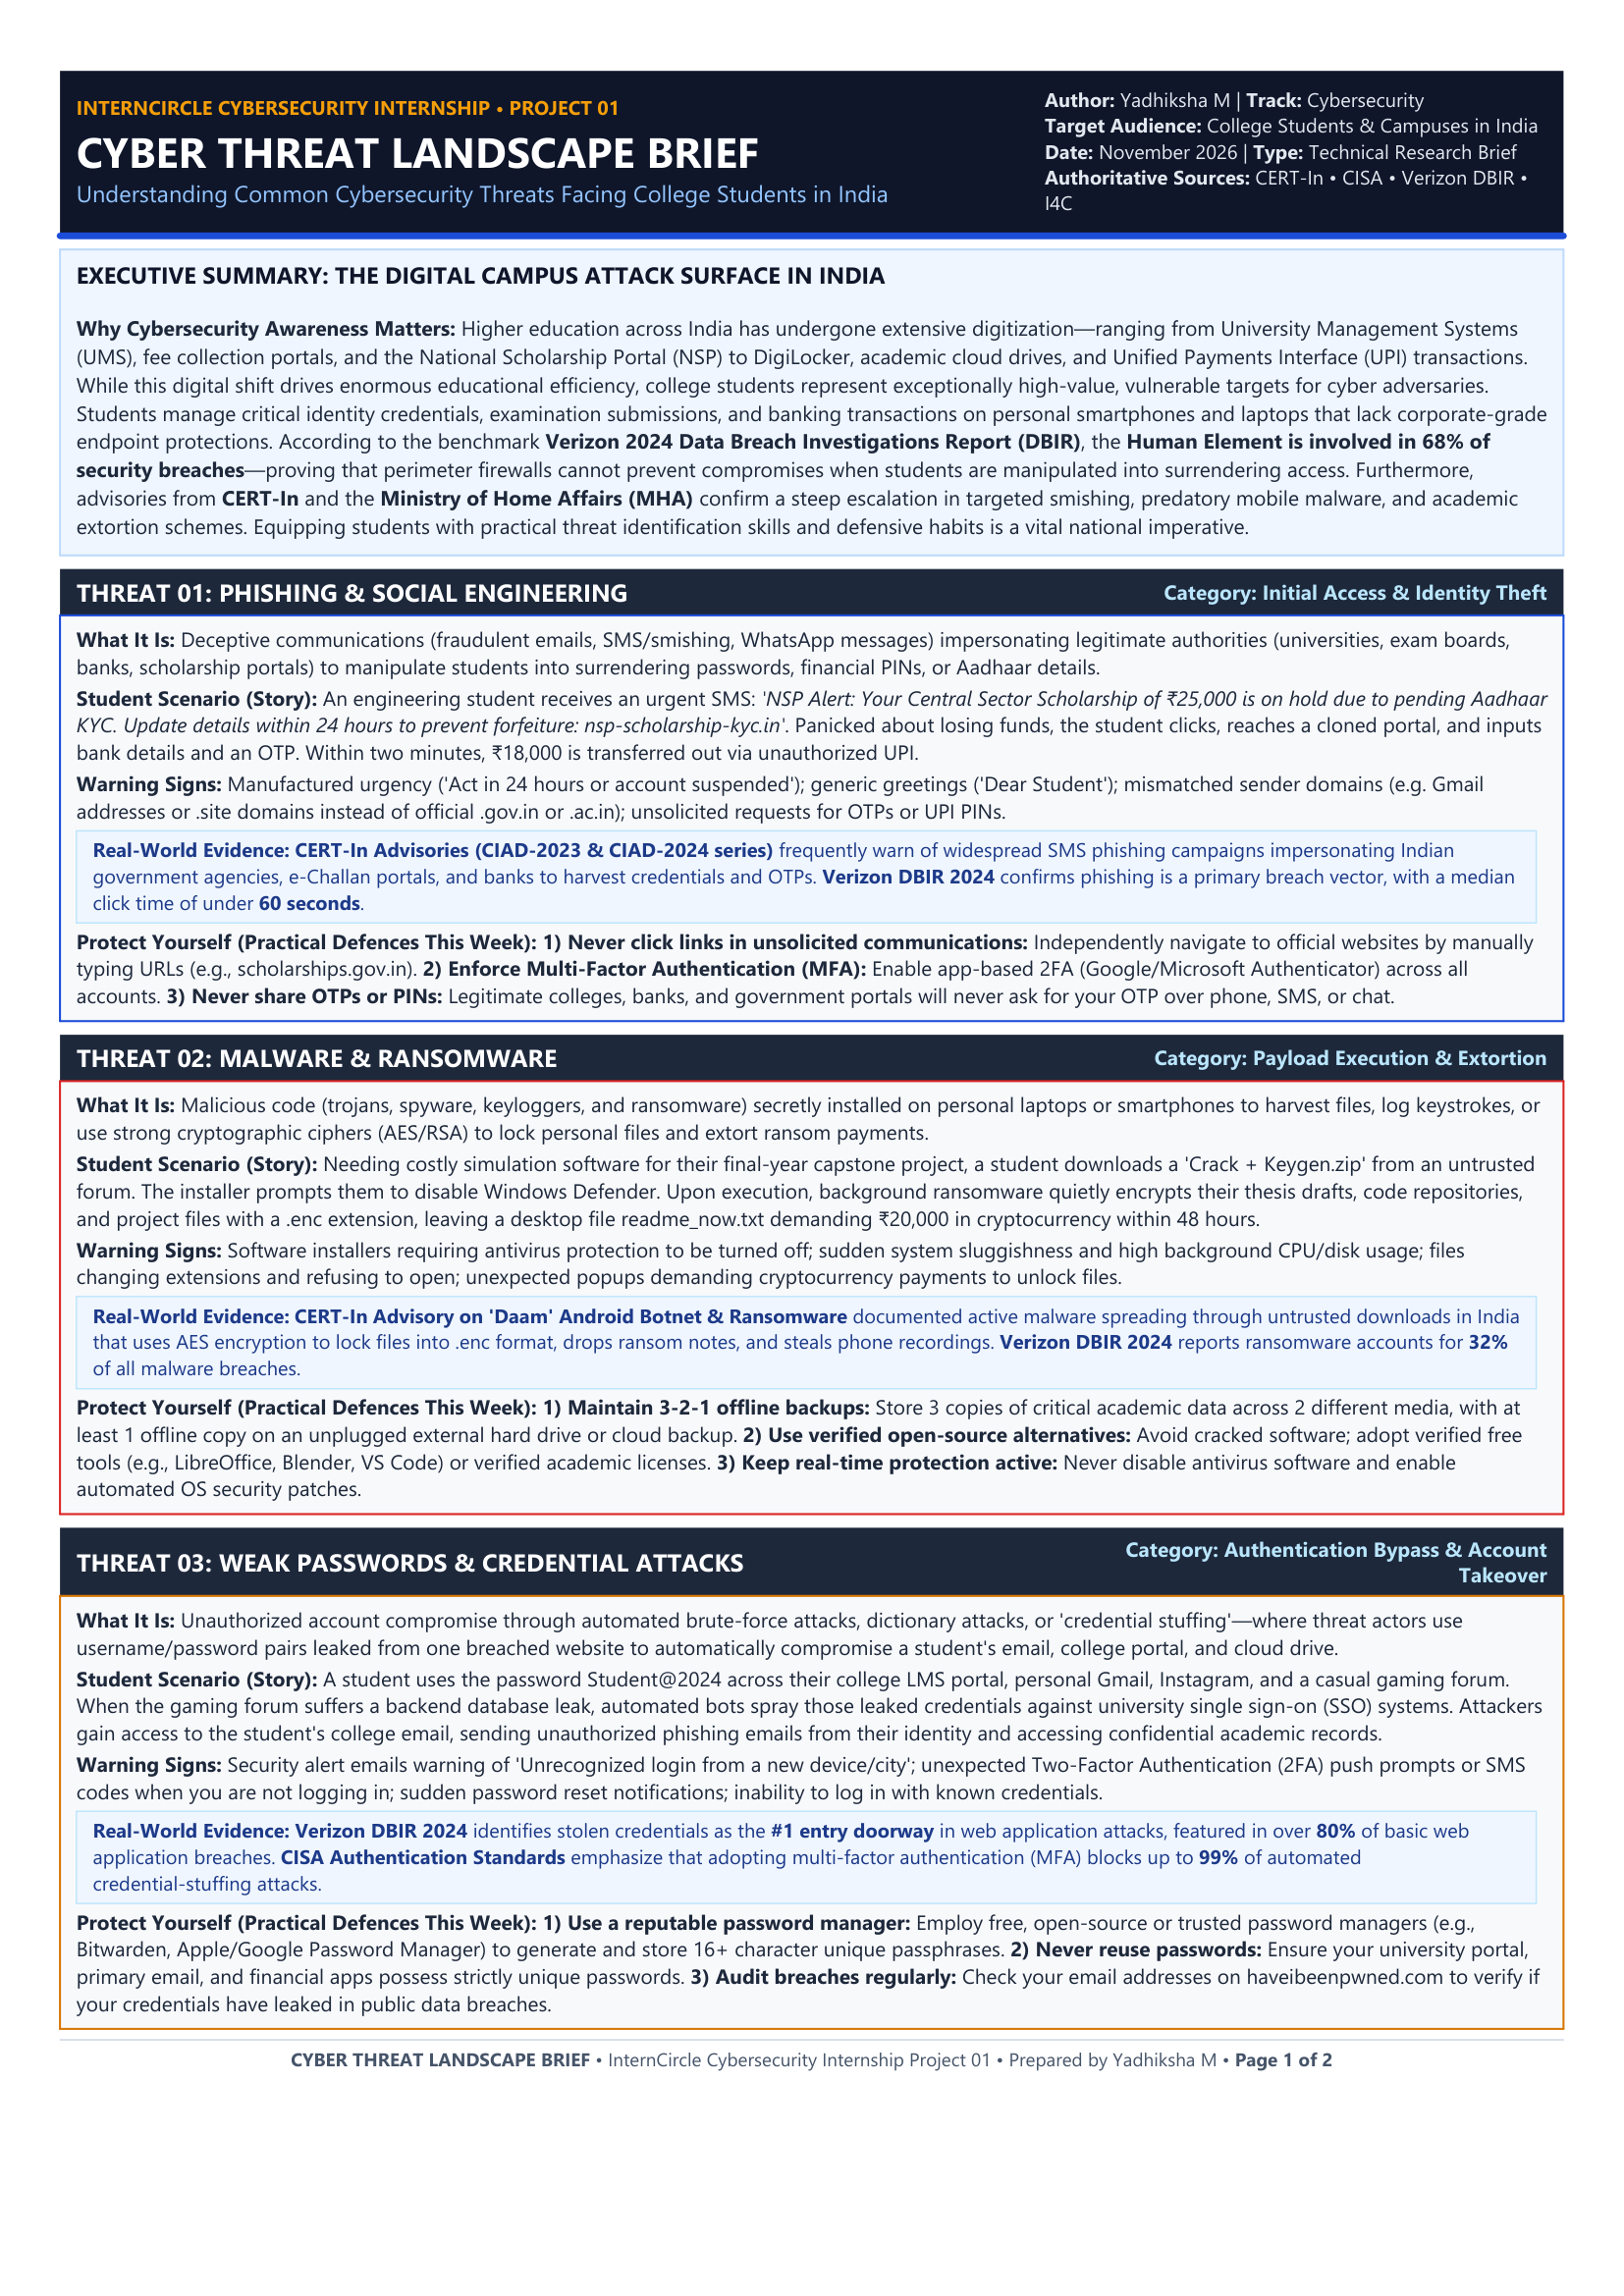 INTERNCIRCLE CYBERSECURITY INTERNSHIP • PROJECT 01
CYBER THREAT LANDSCAPE BRIEF
Understanding Common Cybersecurity Threats Facing College Students in India
Author: Yadhiksha M | Track: Cybersecurity
Target Audience: College Students & Campuses in India
Date: November 2026 | Type: Technical Research Brief
Authoritative Sources: CERT-In • CISA • Verizon DBIR •
I4C
EXECUTIVE SUMMARY: THE DIGITAL CAMPUS ATTACK SURFACE IN INDIA
Why Cybersecurity Awareness Matters: Higher education across India has undergone extensive digitization—ranging from University Management Systems
(UMS), fee collection portals, and the National Scholarship Portal (NSP) to DigiLocker, academic cloud drives, and Unified Payments Interface (UPI) transactions.
While this digital shift drives enormous educational efficiency, college students represent exceptionally high-value, vulnerable targets for cyber adversaries.
Students manage critical identity credentials, examination submissions, and banking transactions on personal smartphones and laptops that lack corporate-grade
endpoint protections. According to the benchmark Verizon 2024 Data Breach Investigations Report (DBIR), the Human Element is involved in 68% of
security breaches—proving that perimeter firewalls cannot prevent compromises when students are manipulated into surrendering access. Furthermore,
advisories from CERT-In and the Ministry of Home Affairs (MHA) confirm a steep escalation in targeted smishing, predatory mobile malware, and academic
extortion schemes. Equipping students with practical threat identification skills and defensive habits is a vital national imperative.
THREAT 01: PHISHING & SOCIAL ENGINEERING
Category: Initial Access & Identity Theft
What It Is: Deceptive communications (fraudulent emails, SMS/smishing, WhatsApp messages) impersonating legitimate authorities (universities, exam boards,
banks, scholarship portals) to manipulate students into surrendering passwords, financial PINs, or Aadhaar details.
Student Scenario (Story): An engineering student receives an urgent SMS: 'NSP Alert: Your Central Sector Scholarship of ₹25,000 is on hold due to pending Aadhaar
KYC. Update details within 24 hours to prevent forfeiture: nsp-scholarship-kyc.in'. Panicked about losing funds, the student clicks, reaches a cloned portal, and inputs
bank details and an OTP. Within two minutes, ₹18,000 is transferred out via unauthorized UPI.
Warning Signs: Manufactured urgency ('Act in 24 hours or account suspended'); generic greetings ('Dear Student'); mismatched sender domains (e.g. Gmail
addresses or .site domains instead of official .gov.in or .ac.in); unsolicited requests for OTPs or UPI PINs.
Real-World Evidence: CERT-In Advisories (CIAD-2023 & CIAD-2024 series) frequently warn of widespread SMS phishing campaigns impersonating Indian
government agencies, e-Challan portals, and banks to harvest credentials and OTPs. Verizon DBIR 2024 confirms phishing is a primary breach vector, with a median
click time of under 60 seconds.
Protect Yourself (Practical Defences This Week): 1) Never click links in unsolicited communications: Independently navigate to official websites by manually
typing URLs (e.g., scholarships.gov.in). 2) Enforce Multi-Factor Authentication (MFA): Enable app-based 2FA (Google/Microsoft Authenticator) across all
accounts. 3) Never share OTPs or PINs: Legitimate colleges, banks, and government portals will never ask for your OTP over phone, SMS, or chat.
THREAT 02: MALWARE & RANSOMWARE
Category: Payload Execution & Extortion
What It Is: Malicious code (trojans, spyware, keyloggers, and ransomware) secretly installed on personal laptops or smartphones to harvest files, log keystrokes, or
use strong cryptographic ciphers (AES/RSA) to lock personal files and extort ransom payments.
Student Scenario (Story): Needing costly simulation software for their final-year capstone project, a student downloads a 'Crack + Keygen.zip' from an untrusted
forum. The installer prompts them to disable Windows Defender. Upon execution, background ransomware quietly encrypts their thesis drafts, code repositories,
and project files with a .enc extension, leaving a desktop file readme_now.txt demanding ₹20,000 in cryptocurrency within 48 hours.
Warning Signs: Software installers requiring antivirus protection to be turned off; sudden system sluggishness and high background CPU/disk usage; files
changing extensions and refusing to open; unexpected popups demanding cryptocurrency payments to unlock files.
Real-World Evidence: CERT-In Advisory on 'Daam' Android Botnet & Ransomware documented active malware spreading through untrusted downloads in India
that uses AES encryption to lock files into .enc format, drops ransom notes, and steals phone recordings. Verizon DBIR 2024 reports ransomware accounts for 32%
of all malware breaches.
Protect Yourself (Practical Defences This Week): 1) Maintain 3-2-1 offline backups: Store 3 copies of critical academic data across 2 different media, with at
least 1 offline copy on an unplugged external hard drive or cloud backup. 2) Use verified open-source alternatives: Avoid cracked software; adopt verified free
tools (e.g., LibreOffice, Blender, VS Code) or verified academic licenses. 3) Keep real-time protection active: Never disable antivirus software and enable
automated OS security patches.
THREAT 03: WEAK PASSWORDS & CREDENTIAL ATTACKS
Category: Authentication Bypass & Account
Takeover
What It Is: Unauthorized account compromise through automated brute-force attacks, dictionary attacks, or 'credential stuffing'—where threat actors use
username/password pairs leaked from one breached website to automatically compromise a student's email, college portal, and cloud drive.
Student Scenario (Story): A student uses the password Student@2024 across their college LMS portal, personal Gmail, Instagram, and a casual gaming forum.
When the gaming forum suffers a backend database leak, automated bots spray those leaked credentials against university single sign-on (SSO) systems. Attackers
gain access to the student's college email, sending unauthorized phishing emails from their identity and accessing confidential academic records.
Warning Signs: Security alert emails warning of 'Unrecognized login from a new device/city'; unexpected Two-Factor Authentication (2FA) push prompts or SMS
codes when you are not logging in; sudden password reset notifications; inability to log in with known credentials.
Real-World Evidence: Verizon DBIR 2024 identifies stolen credentials as the #1 entry doorway in web application attacks, featured in over 80% of basic web
application breaches. CISA Authentication Standards emphasize that adopting multi-factor authentication (MFA) blocks up to 99% of automated
credential-stuffing attacks.
Protect Yourself (Practical Defences This Week): 1) Use a reputable password manager: Employ free, open-source or trusted password managers (e.g.,
Bitwarden, Apple/Google Password Manager) to generate and store 16+ character unique passphrases. 2) Never reuse passwords: Ensure your university portal,
primary email, and financial apps possess strictly unique passwords. 3) Audit breaches regularly: Check your email addresses on haveibeenpwned.com to verify if
your credentials have leaked in public data breaches.
CYBER THREAT LANDSCAPE BRIEF • InternCircle Cybersecurity Internship Project 01 • Prepared by Yadhiksha M • Page 1 of 2